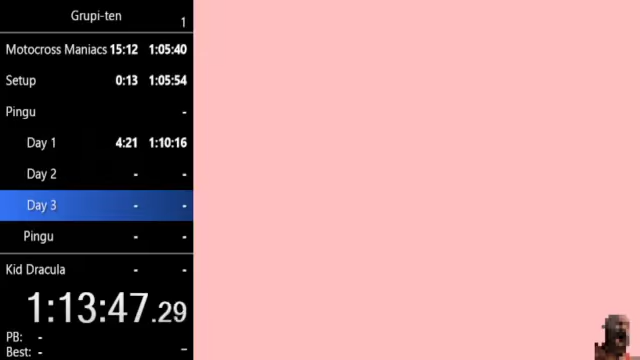 Grupi-ten
1
Motocross Maniacs 15:12 1:05:40
Setup 0:13 1:05:54
Pingu -
Day 1 4:21 1:10:16
Day 2 - -
Day 3 - -
Pingu - -
Kid Dracula - -
1:13:47.29
PB: -
Best: - –